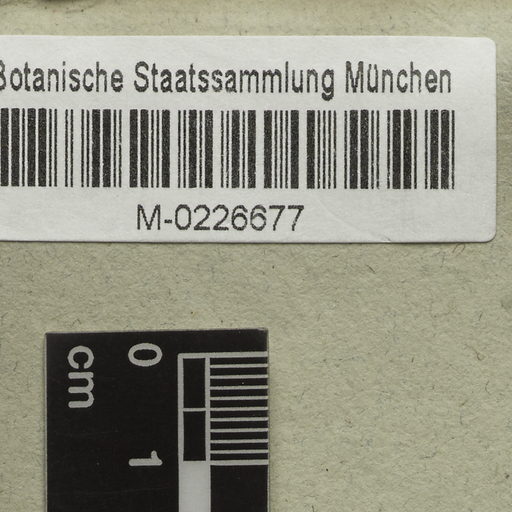 Botanische Staatssammlung München
M-0226677
0
cm
1